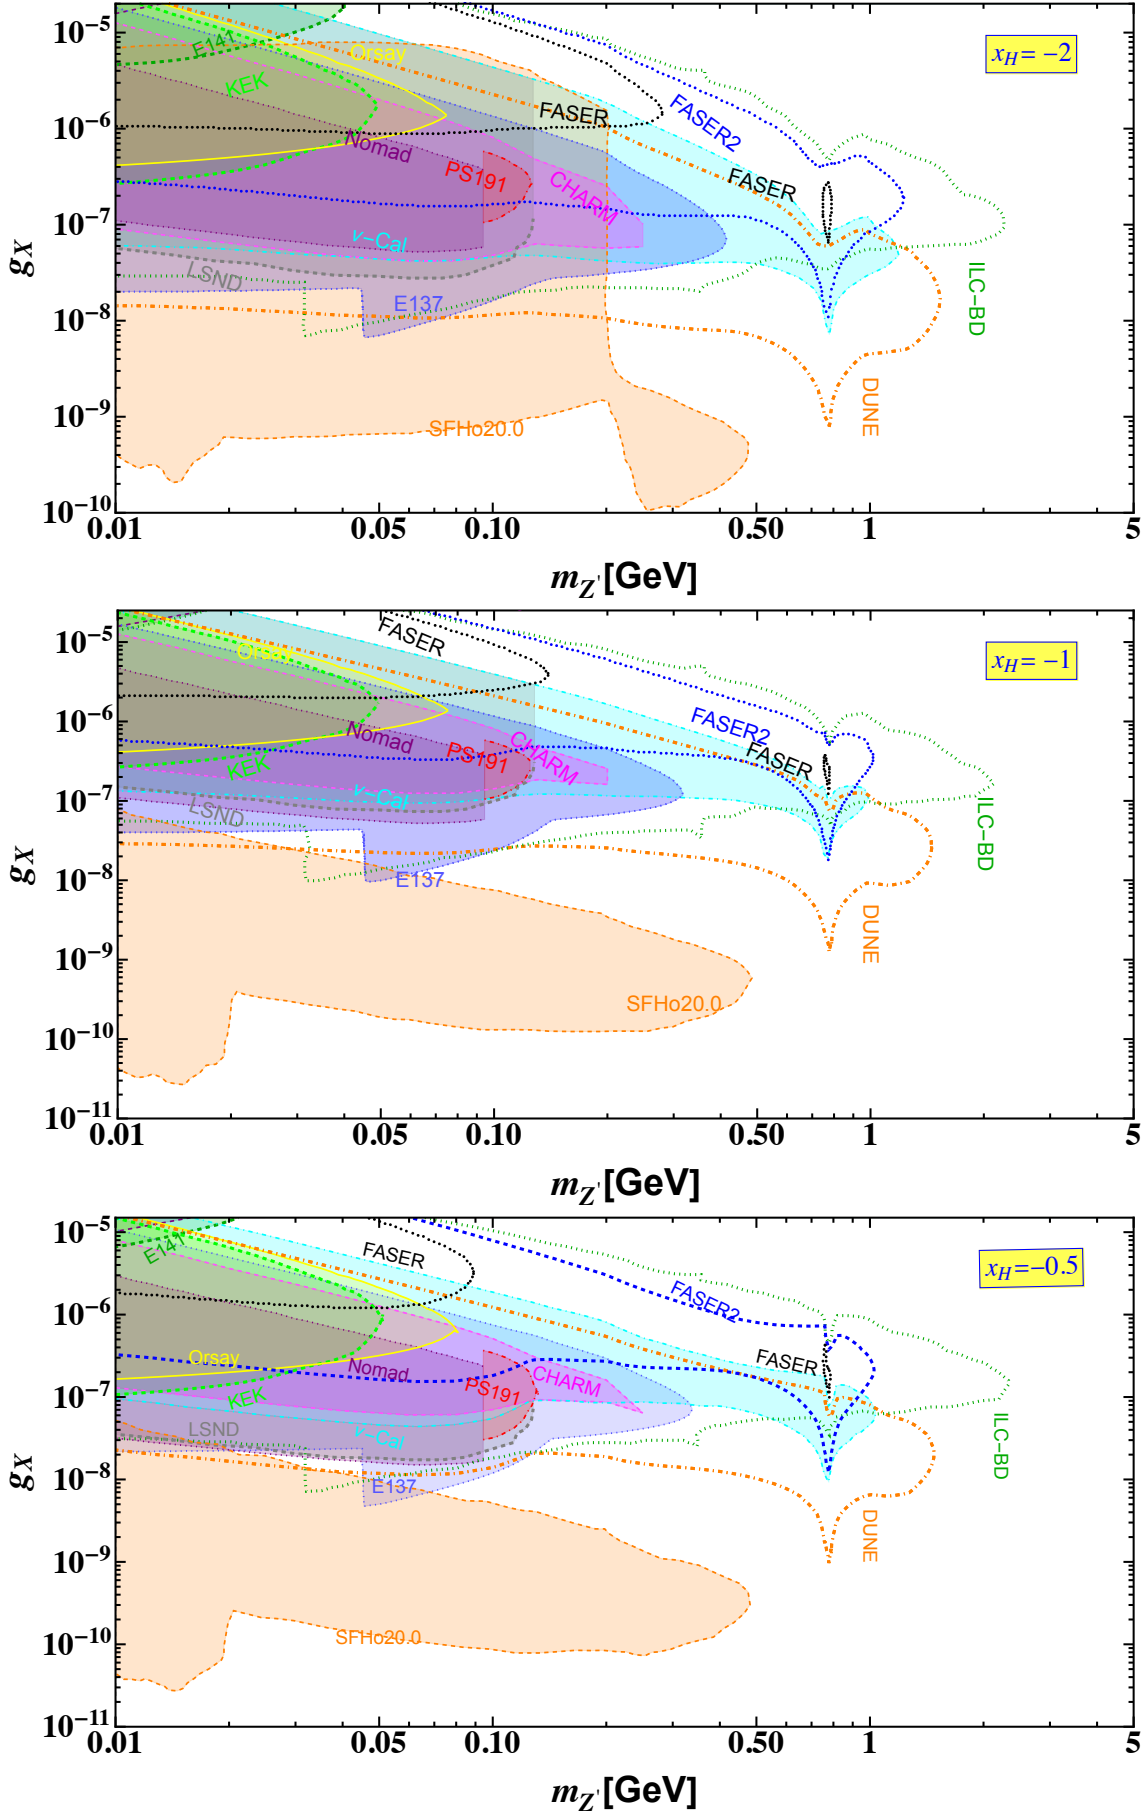 10⁻⁵
10⁻⁶
10⁻⁷
10⁻⁸
10⁻⁹
10⁻¹⁰
g_X
E141
KEK
Orsay
FASER
FASER2
x_H = −2
Nomad
PS191
CHARM
FASER
ν−Cal
LSND
E137
ILC−BD
SFHo20.0
DUNE
0.01 0.05 0.10 0.50 1 5
m_Z' [GeV]
10⁻⁵
10⁻⁶
10⁻⁷
10⁻⁸
10⁻⁹
10⁻¹⁰
10⁻¹¹
g_X
FASER
Orsay
x_H = −1
Nomad
FASER2
KEK
PS191
CHARM
FASER
ν−Cal
LSND
E137
ILC−BD
DUNE
SFHo20.0
0.01 0.05 0.10 0.50 1 5
m_Z' [GeV]
10⁻⁵
10⁻⁶
10⁻⁷
10⁻⁸
10⁻⁹
10⁻¹⁰
10⁻¹¹
g_X
E141
FASER
x_H = −0.5
FASER2
Orsay
Nomad
FASER
KEK
PS191
CHARM
LSND
ν−Cal
E137
ILC−BD
DUNE
SFHo20.0
0.01 0.05 0.10 0.50 1 5
m_Z' [GeV]